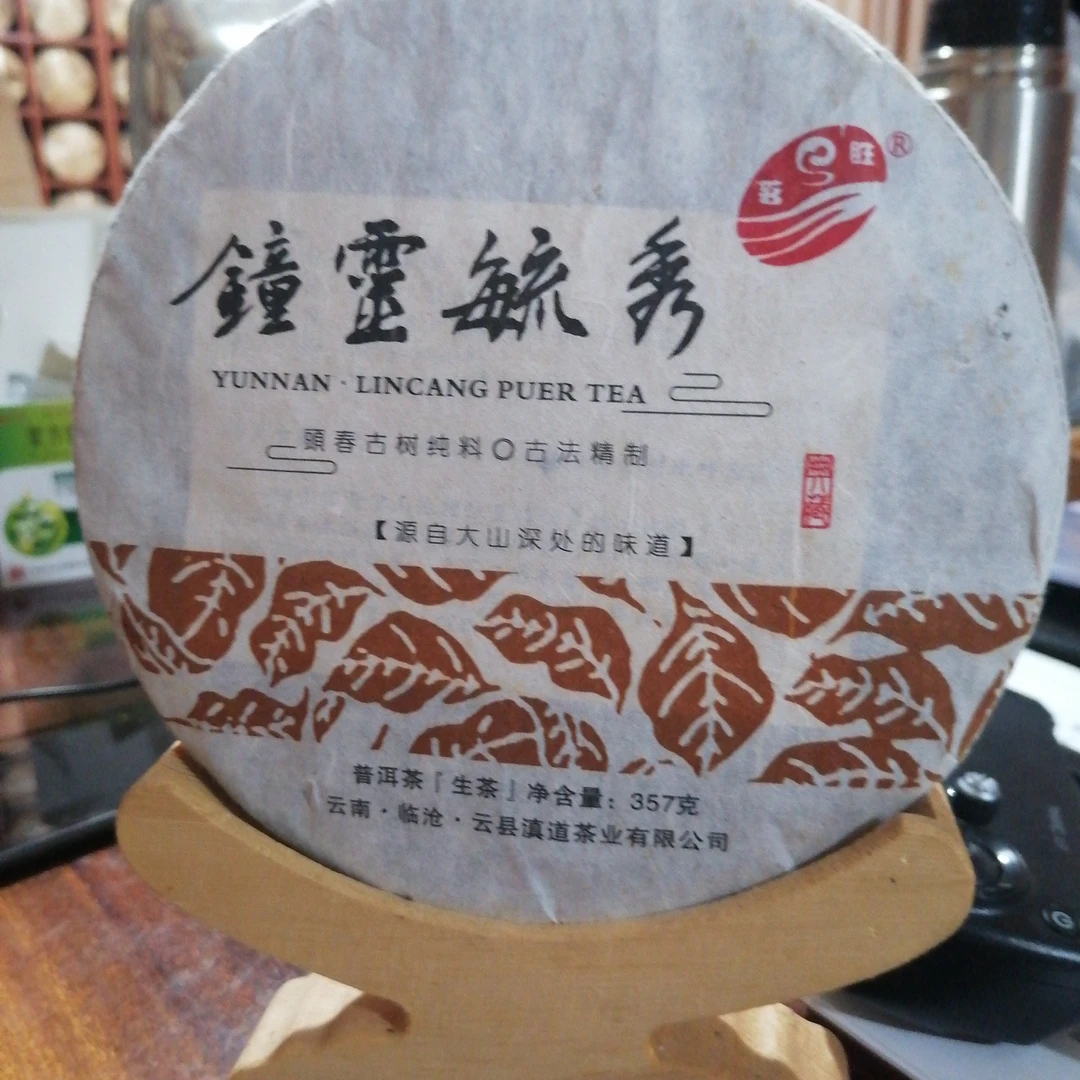 胜
®
鐘靈毓秀
YUNNAN · LINCANG PUER TEA
頭春古树纯料〇古法精制
【源自大山深处的味道】
普洱茶「生茶」净含量：357克
云南·临沧·云县滇道茶业有限公司